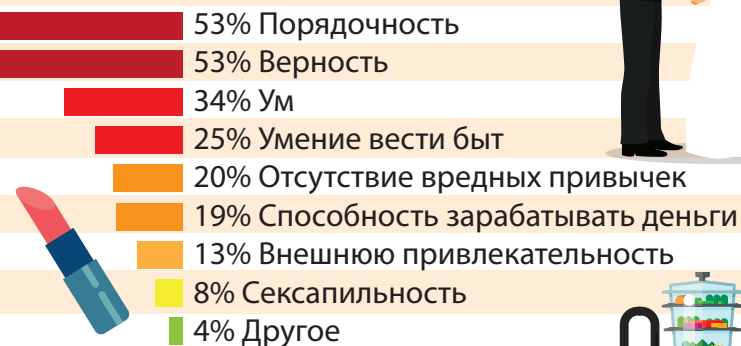 53% Порядочность
53% Верность
34% Ум
25% Умение вести быт
20% Отсутствие вредных привычек
19% Способность зарабатывать деньги
13% Внешнюю привлекательность
8% Сексапильность
4% Другое